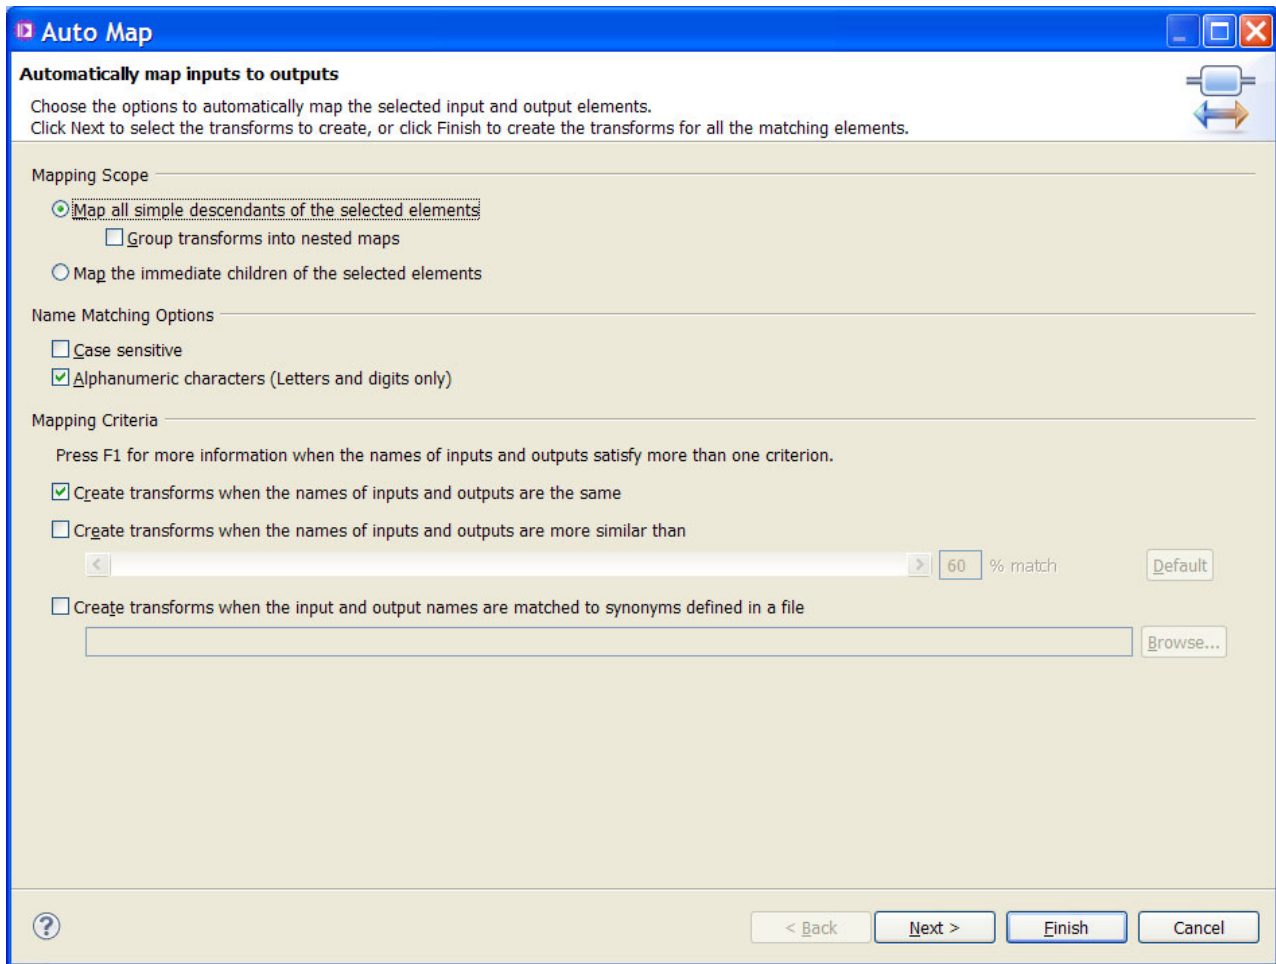 Auto Map
Automatically map inputs to outputs
Choose the options to automatically map the selected input and output elements.
Click Next to select the transforms to create, or click Finish to create the transforms for all the matching elements.
Mapping Scope
Map all simple descendants of the selected elements
Group transforms into nested maps
Map the immediate children of the selected elements
Name Matching Options
Case sensitive
Alphanumeric characters (Letters and digits only)
Mapping Criteria
Press F1 for more information when the names of inputs and outputs satisfy more than one criterion.
Create transforms when the names of inputs and outputs are the same
Create transforms when the names of inputs and outputs are more similar than
60 % match Default
Create transforms when the input and output names are matched to synonyms defined in a file
Browse...
? < Back Next > Finish Cancel